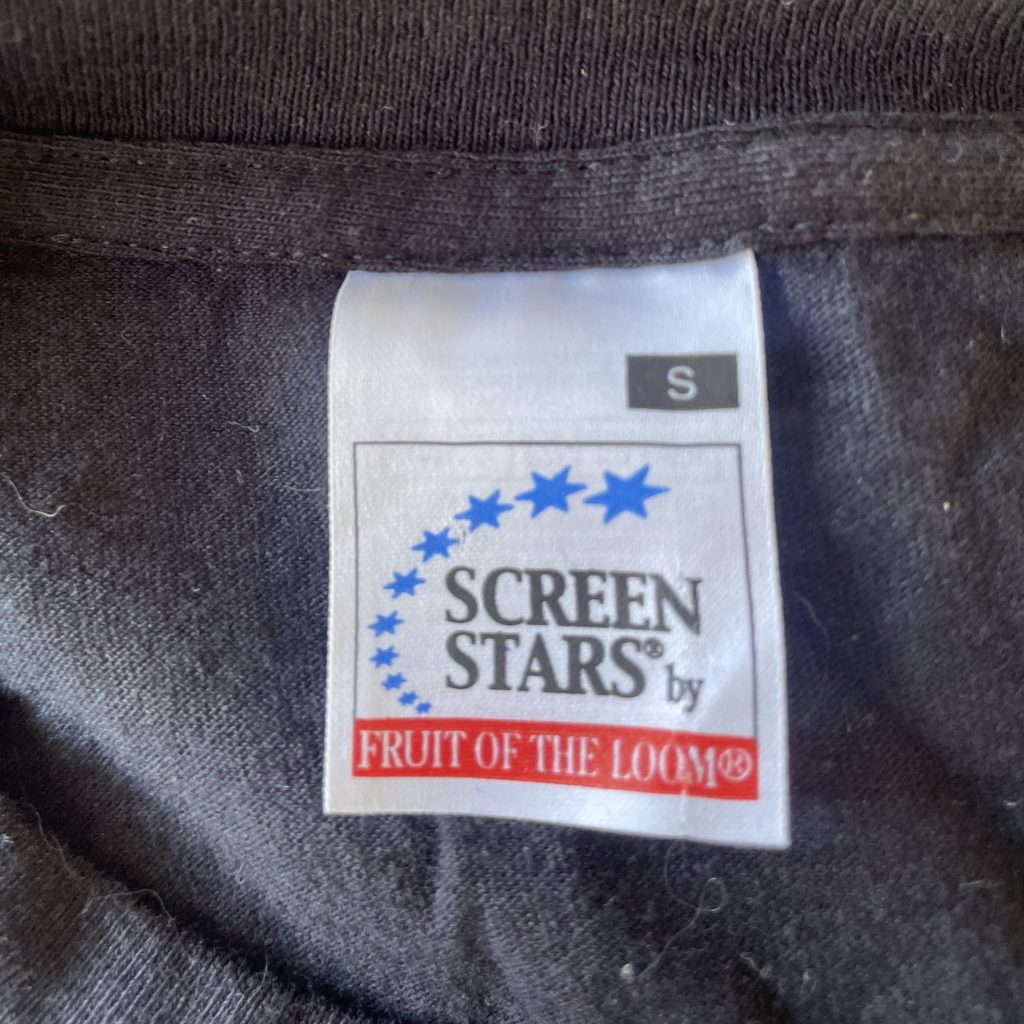 S
SCREEN
STARS® by
FRUIT OF THE LOOM®